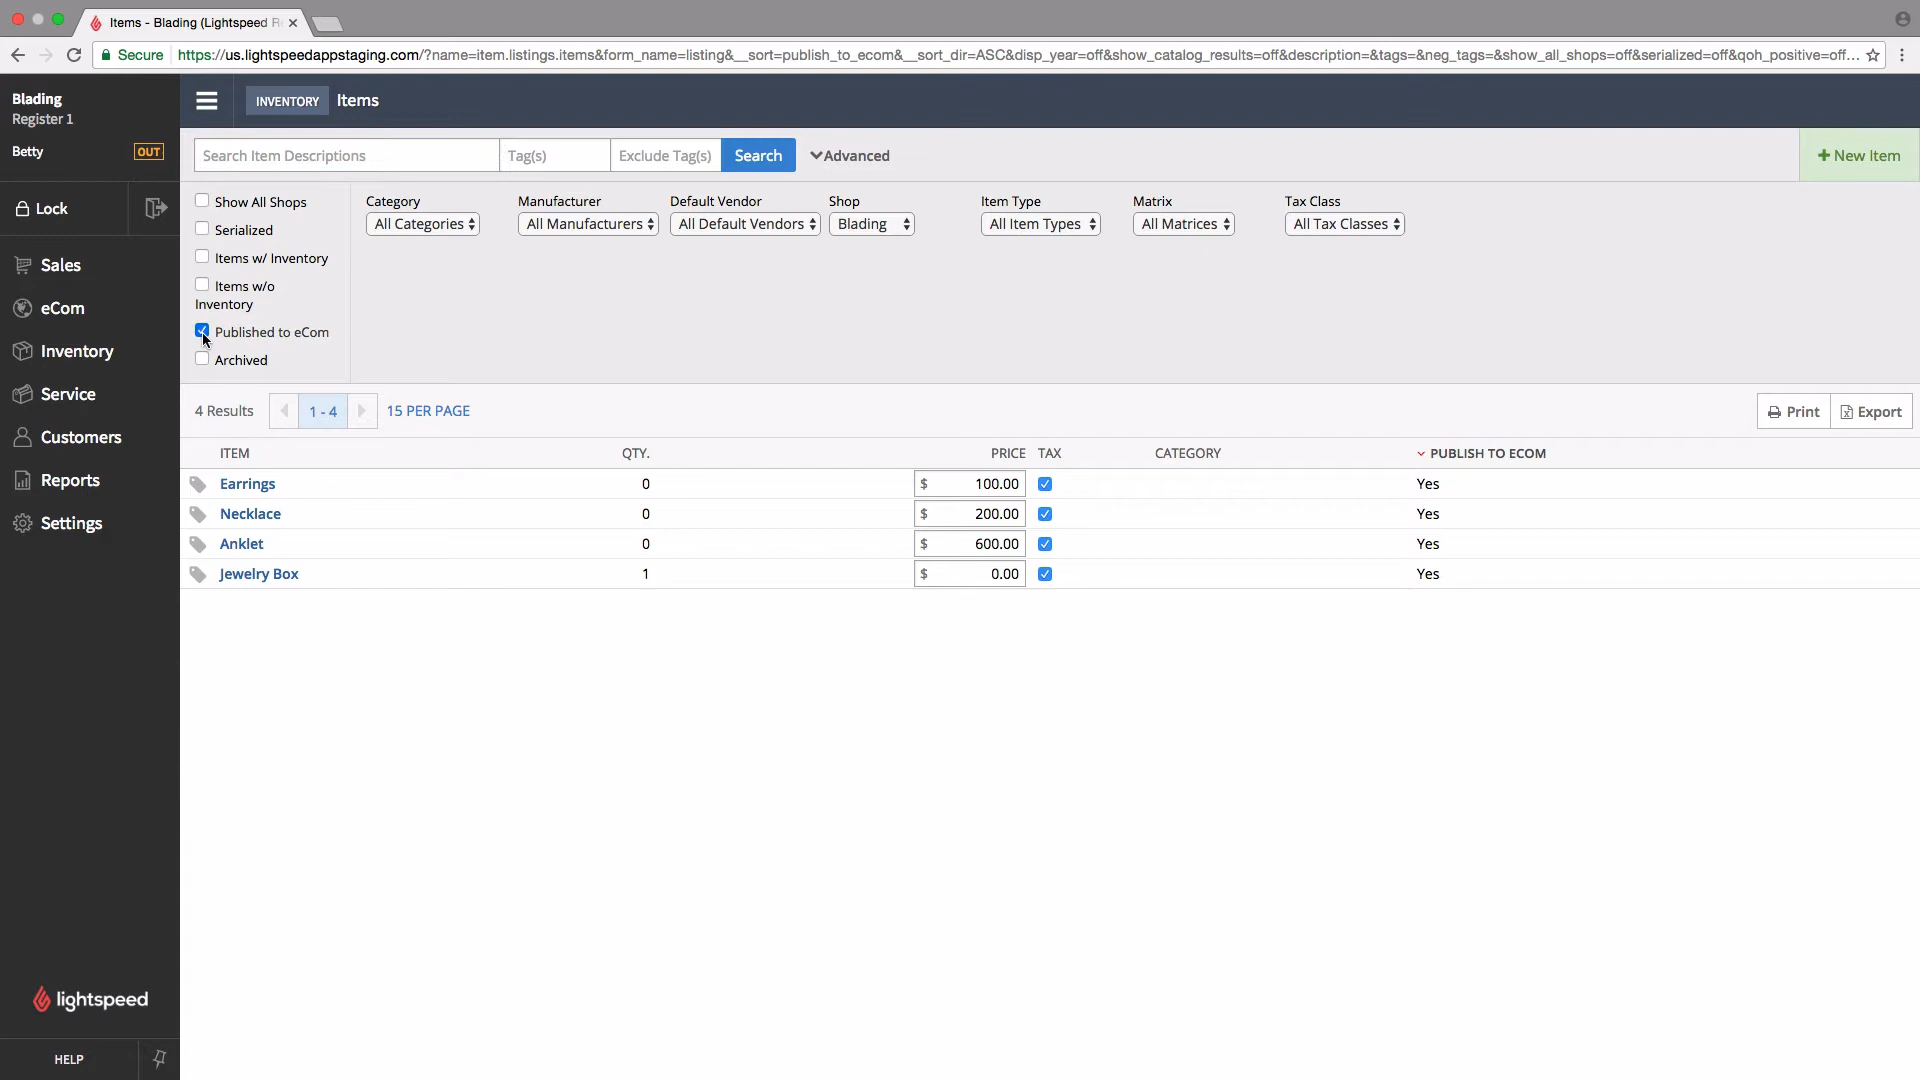 Items - Blading (Lightspeed R
Secure https://us.lightspeedappstaging.com/?name=item.listings.items&form_name=listing&__sort=publish_to_ecom&__sort_dir=ASC&disp_year=off&show_catalog_results=off&description=&tags=&neg_tags=&show_all_shops=off&serialized=off&qoh_positive=off...
Blading
Register 1
Betty OUT
Lock
Sales
eCom
Inventory
Service
Customers
Reports
Settings
lightspeed
HELP
INVENTORY Items
Search Item Descriptions Tag(s) Exclude Tag(s) Search Advanced + New Item
Show All Shops
Serialized
Items w/ Inventory
Items w/o
Inventory
Published to eCom
Archived
Category Manufacturer Default Vendor Shop Item Type Matrix Tax Class
All Categories All Manufacturers All Default Vendors Blading All Item Types All Matrices All Tax Classes
4 Results 1 - 4 15 PER PAGE Print Export
ITEM QTY. PRICE TAX CATEGORY PUBLISH TO ECOM
Earrings 0 $ 100.00 Yes
Necklace 0 $ 200.00 Yes
Anklet 0 $ 600.00 Yes
Jewelry Box 1 $ 0.00 Yes